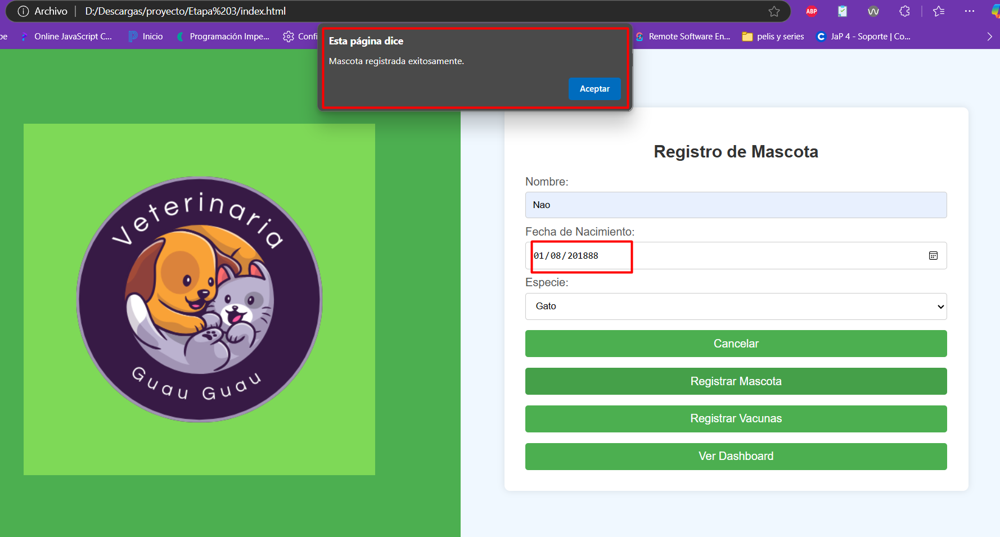 Archivo D:/Descargas/proyecto/Etapa%203/index.html ABP
be Online JavaScript C... Inicio Programación Impe... Confi Remote Software En... pelis y series JaP 4 - Soporte | Co...
Esta página dice
Mascota registrada exitosamente.
Aceptar
Veterinaria
Guau Guau
Registro de Mascota
Nombre:
Nao
Fecha de Nacimiento:
01/08/201888
Especie:
Gato
Cancelar
Registrar Mascota
Registrar Vacunas
Ver Dashboard